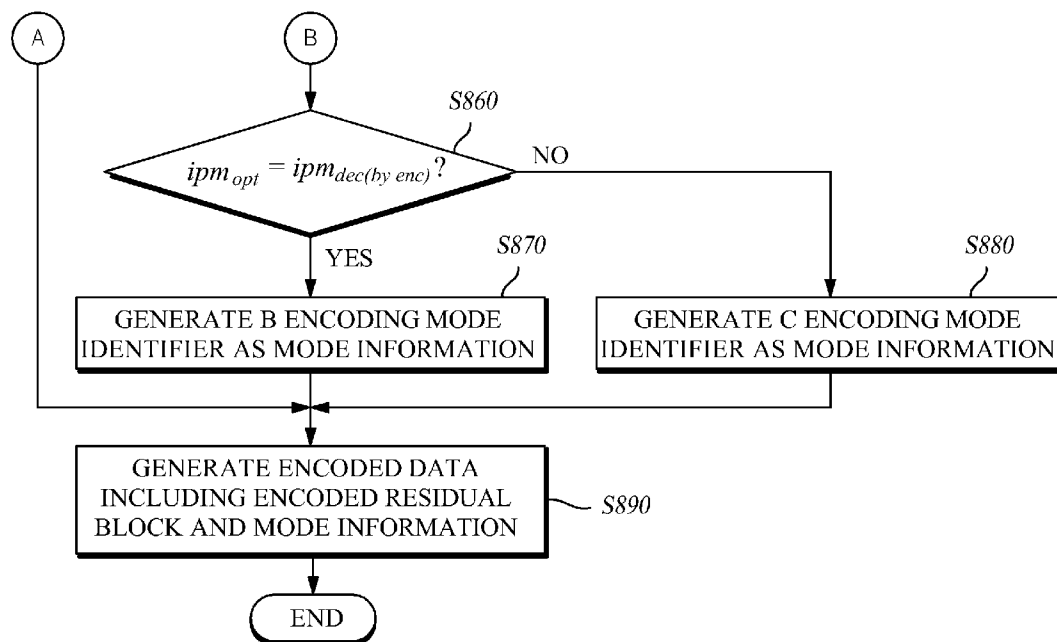 A
B
S860
ipm_opt = ipm_dec(by enc) ?
NO
YES
S870
S880
GENERATE B ENCODING MODE
IDENTIFIER AS MODE INFORMATION
GENERATE C ENCODING MODE
IDENTIFIER AS MODE INFORMATION
GENERATE ENCODED DATA
INCLUDING ENCODED RESIDUAL
BLOCK AND MODE INFORMATION
S890
END